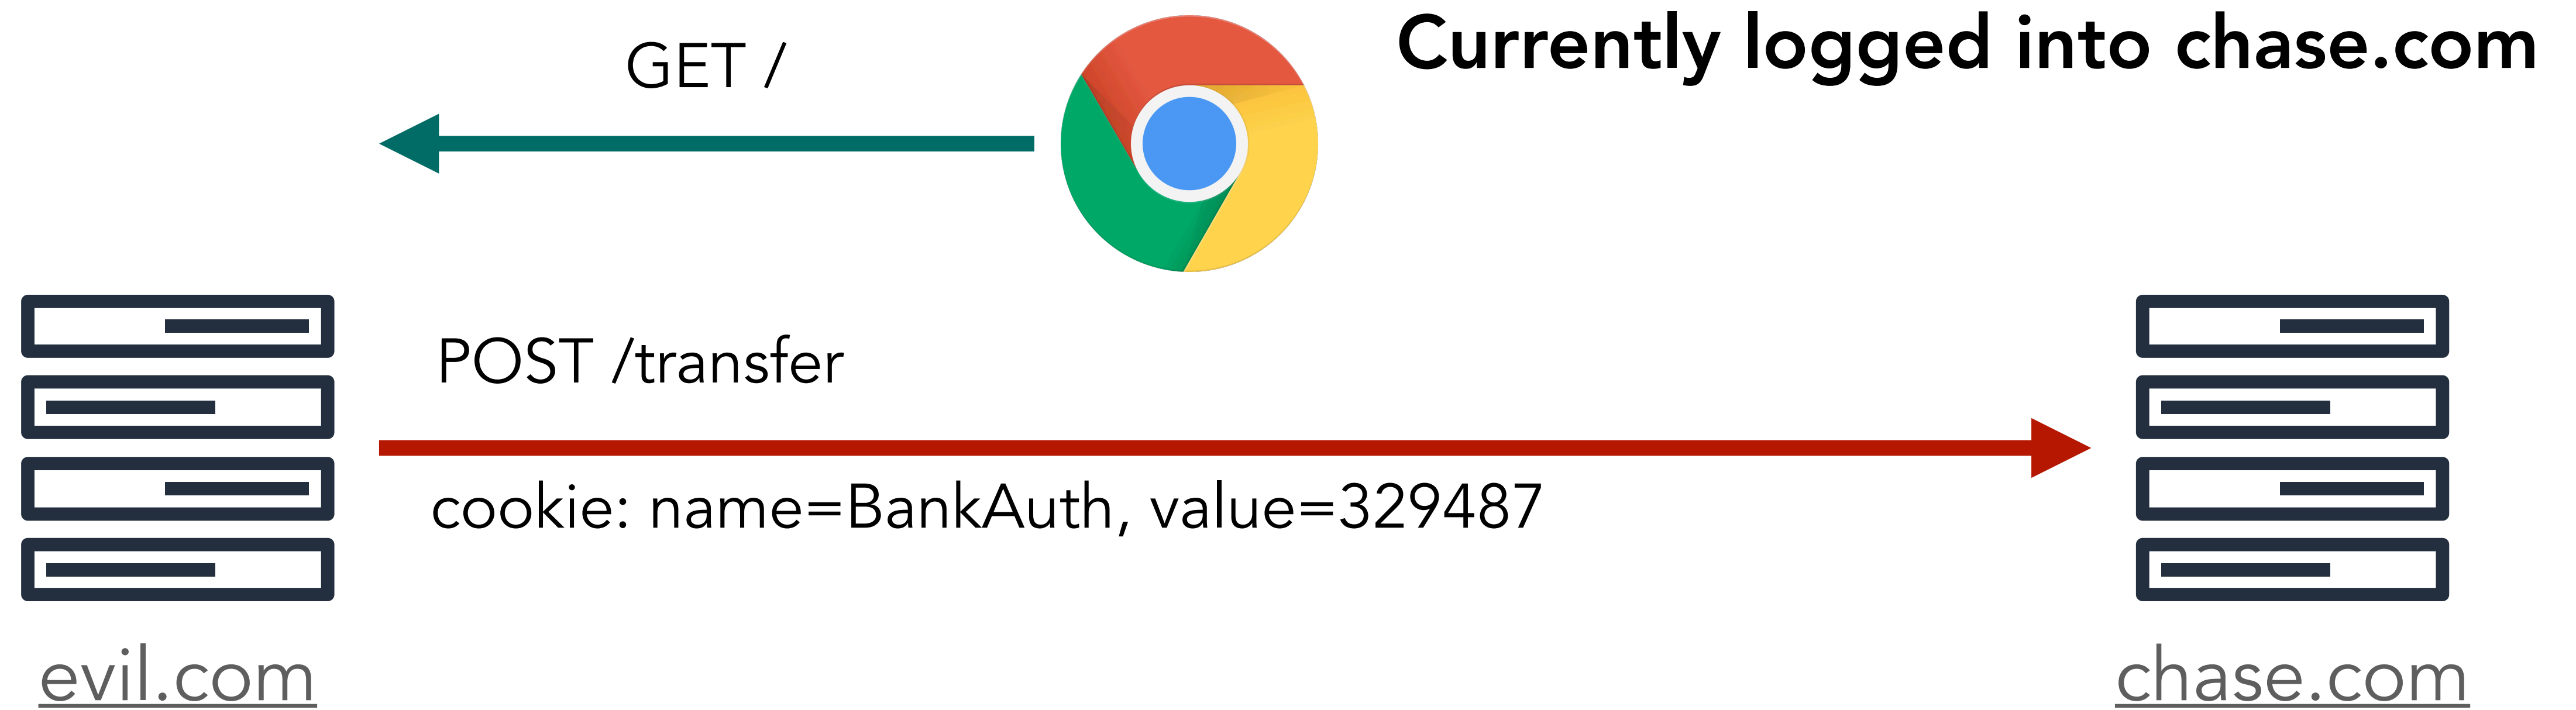 Currently logged into chase.com
GET /
POST /transfer
cookie: name=BankAuth, value=329487
evil.com
chase.com